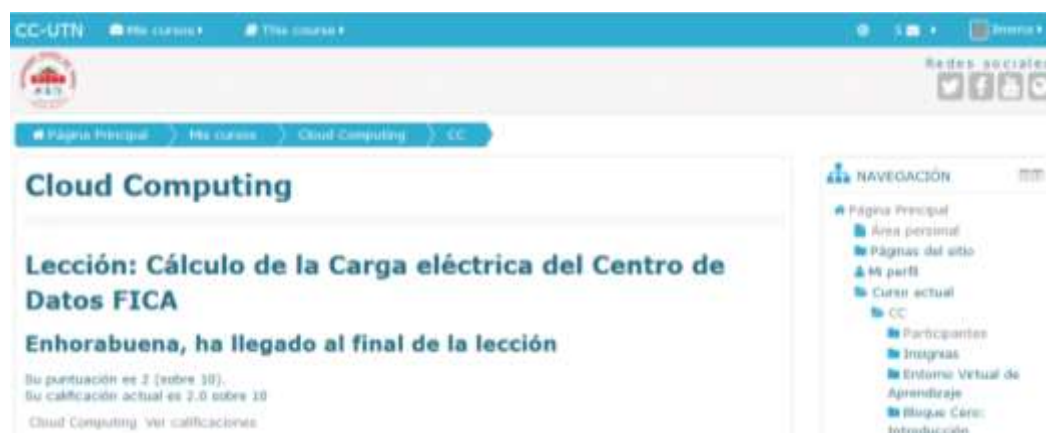 CC-UTN Mis cursos This course
Redes sociales
Página Principal Mis cursos Cloud Computing CC
Cloud Computing
Lección: Cálculo de la Carga eléctrica del Centro de
Datos FICA
Enhorabuena, ha llegado al final de la lección
Su puntuación es 2 (sobre 10).
Su calificación actual es 2.0 sobre 10
Cloud Computing Ver calificaciones
NAVEGACIÓN
Página Principal
Área personal
Páginas del sitio
Mi perfil
Curso actual
CC
Participantes
Insignias
Entorno Virtual de
Aprendizaje
Bloque Cero:
Introducción